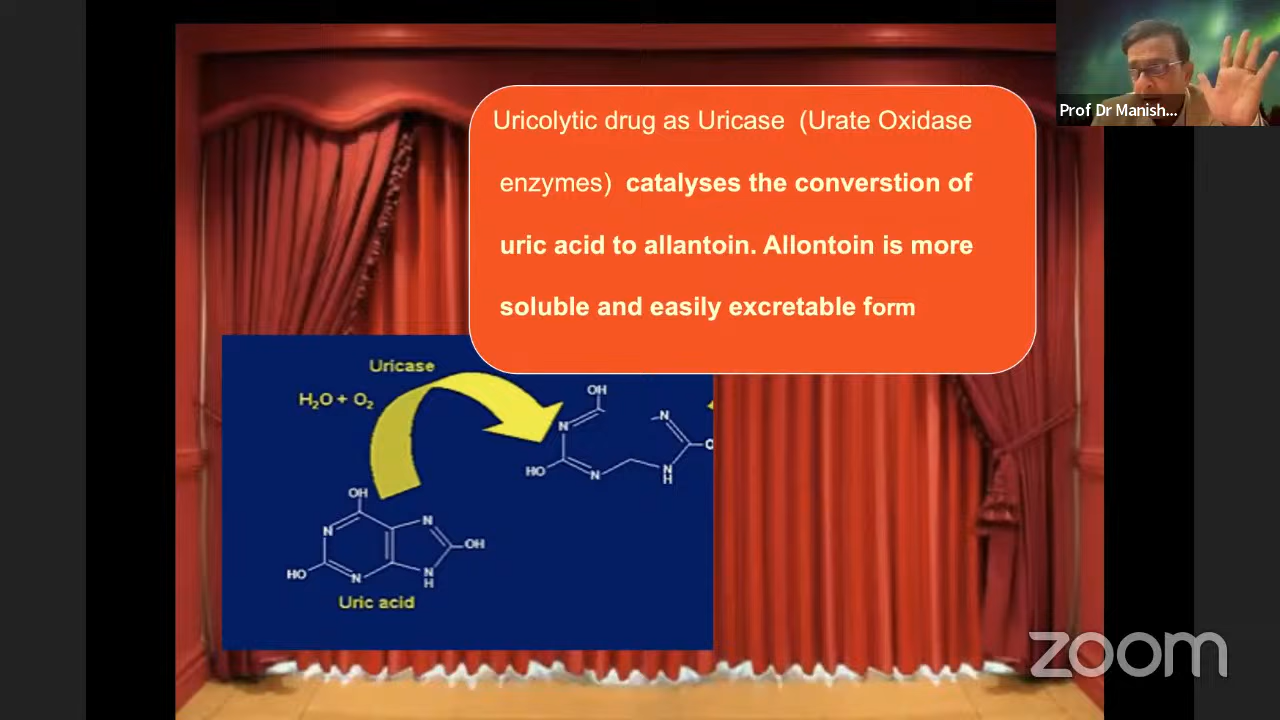 Prof Dr Manish...
Uricolytic drug as Uricase (Urate Oxidase
enzymes) catalyses the converstion of
uric acid to allantoin. Allontoin is more
soluble and easily excretable form
Uricase
H₂O + O₂
OH
N
N
HO
N
N
H
O
OH
N
N
OH
HO
N
N
H
Uric acid
zoom